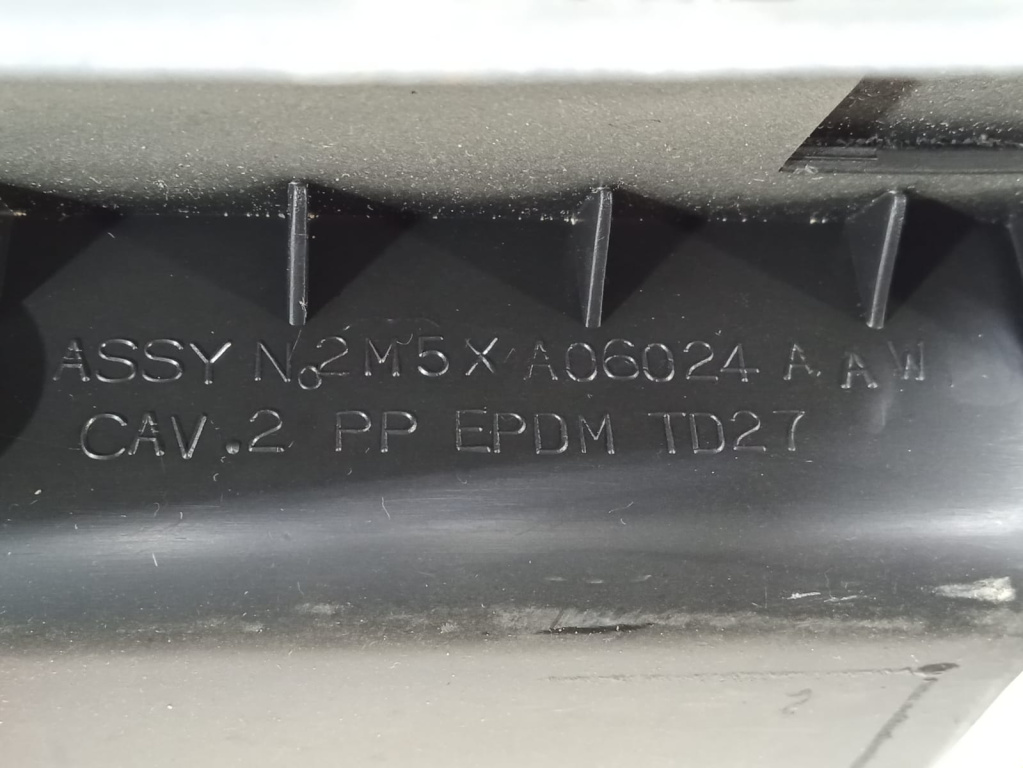 ASSY No.2M5X A06024 A A W
CAV.2 PP EPDM TD27